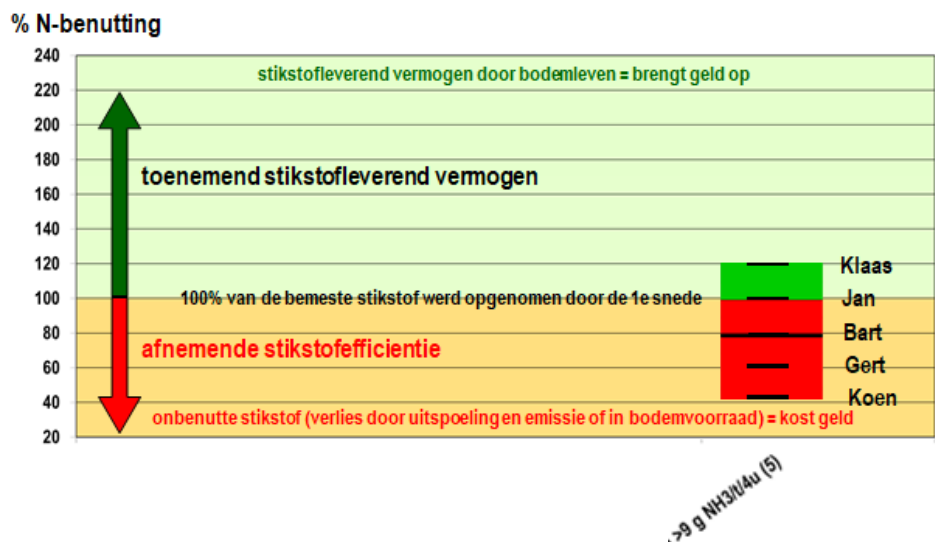 % N-benutting
240
stikstofleverend vermogen door bodemleven = brengt geld op
220
200
180
toenemend stikstofleverend vermogen
160
140
120
Klaas
100
100% van de bemeste stikstof werd opgenomen door de 1e snede
Jan
80
Bart
afnemende stikstofefficientie
60
Gert
40
Koen
onbenutte stikstof (verlies door uitspoeling en emissie of in bodemvoorraad) = kost geld
20
>9 g NH3/t/4u (5)